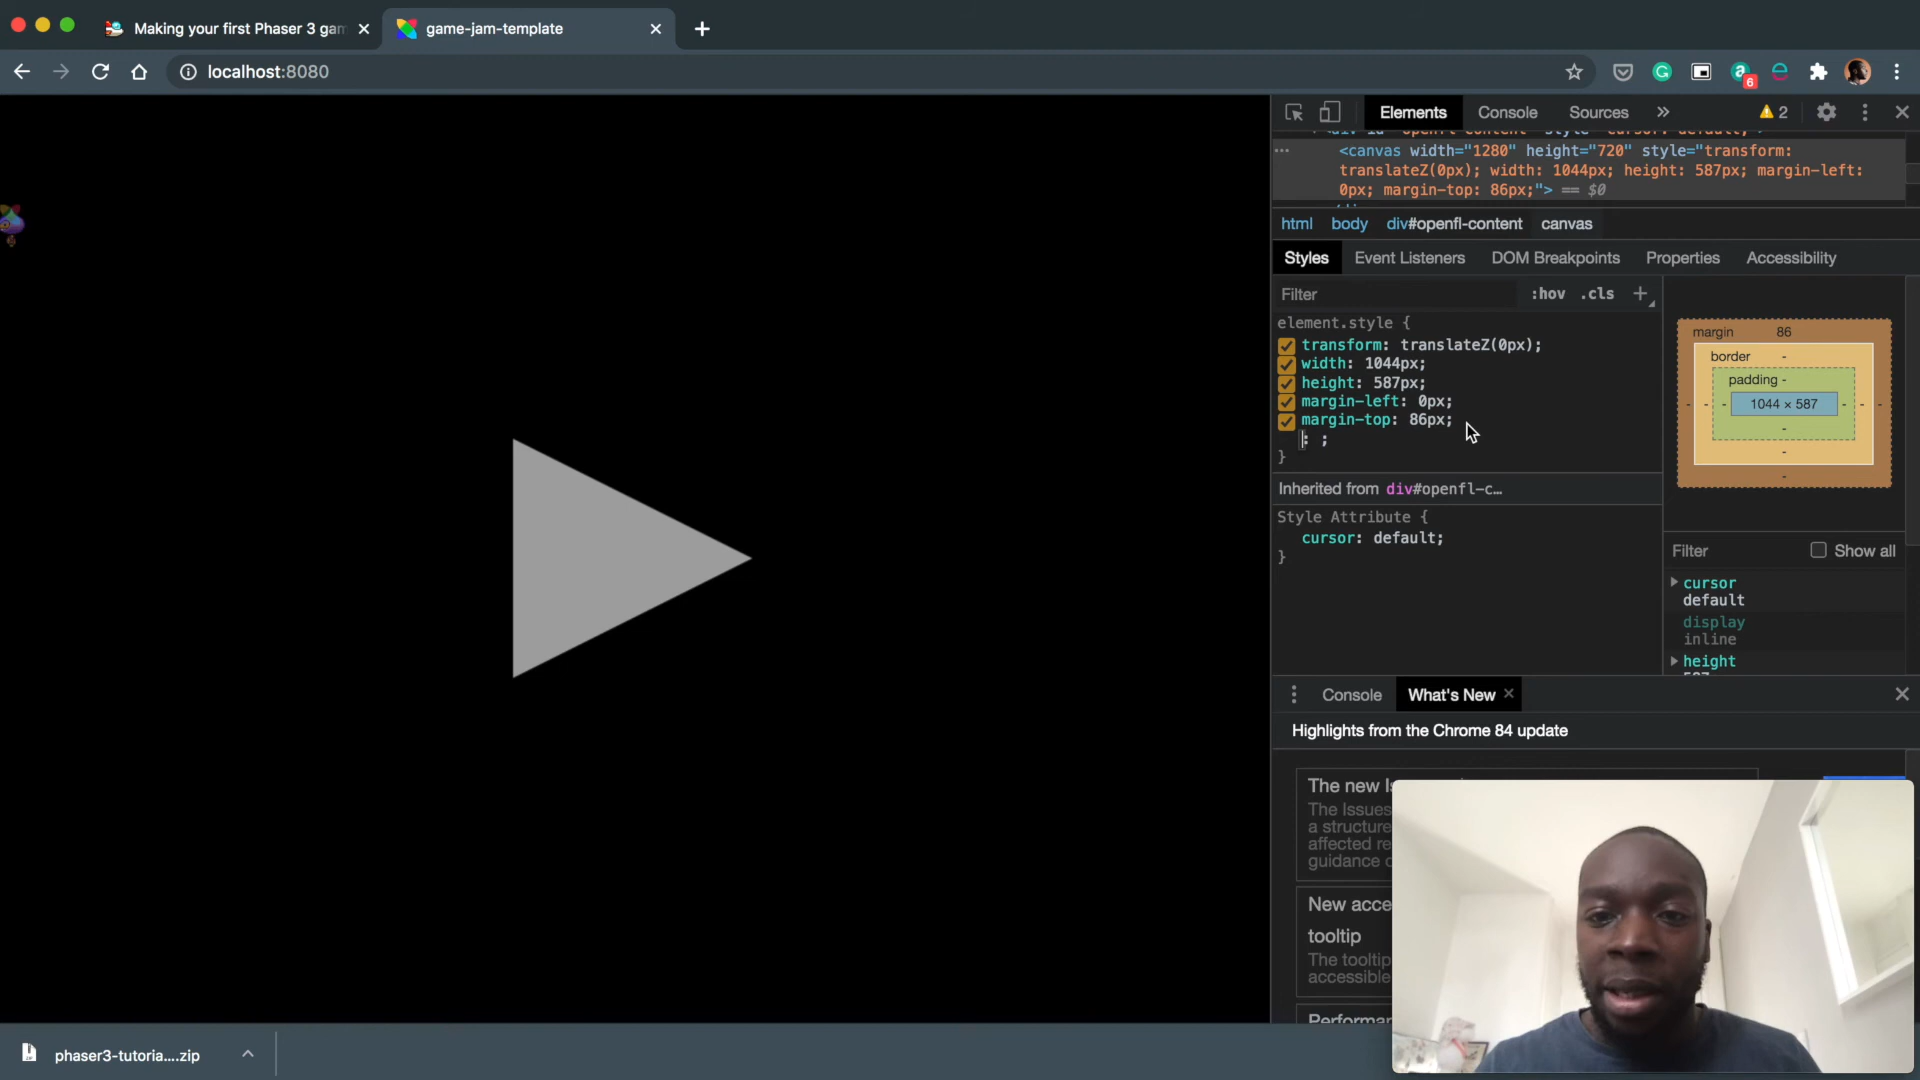 Making your first Phaser 3 gam
game-jam-template
localhost:8080
6
Elements Console Sources 2
<canvas width="1280" height="720" style="transform:
translateZ(0px); width: 1044px; height: 587px; margin-left:
0px; margin-top: 86px;"> == $0
html body div#openfl-content canvas
Styles Event Listeners DOM Breakpoints Properties Accessibility
Filter :hov .cls
element.style {
transform: translateZ(0px);
width: 1044px;
height: 587px;
margin-left: 0px;
margin-top: 86px;
: ;
}
Inherited from div#openfl-c…
Style Attribute {
cursor: default;
}
margin 86
border -
padding -
- - - 1044 × 587 - - -
-
-
-
Filter Show all
cursor
default
display
inline
height
Console What's New
Highlights from the Chrome 84 update
The new
The Issues
a structure
affected re
guidance
New acce
tooltip
The tooltip
accessible
Performa
phaser3-tutoria....zip